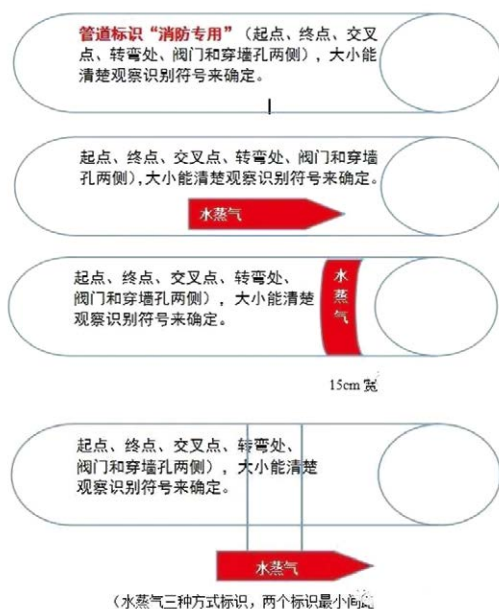 管道标识“消防专用”（起点、终点、交叉
点、转弯处、阀门和穿墙孔两侧），大小能
清楚观察识别符号来确定。
起点、终点、交叉点、转弯处、阀门和穿墙
孔两侧），大小能清楚观察识别符号来确定。
水蒸气
起点、终点、交叉点、转弯处、
阀门和穿墙孔两侧），大小能清楚
观察识别符号来确定。
水蒸气
15cm 宽
起点、终点、交叉点、转弯处、
阀门和穿墙孔两侧），大小能清楚
观察识别符号来确定。
水蒸气
（水蒸气三种方式标识，两个标识最小间